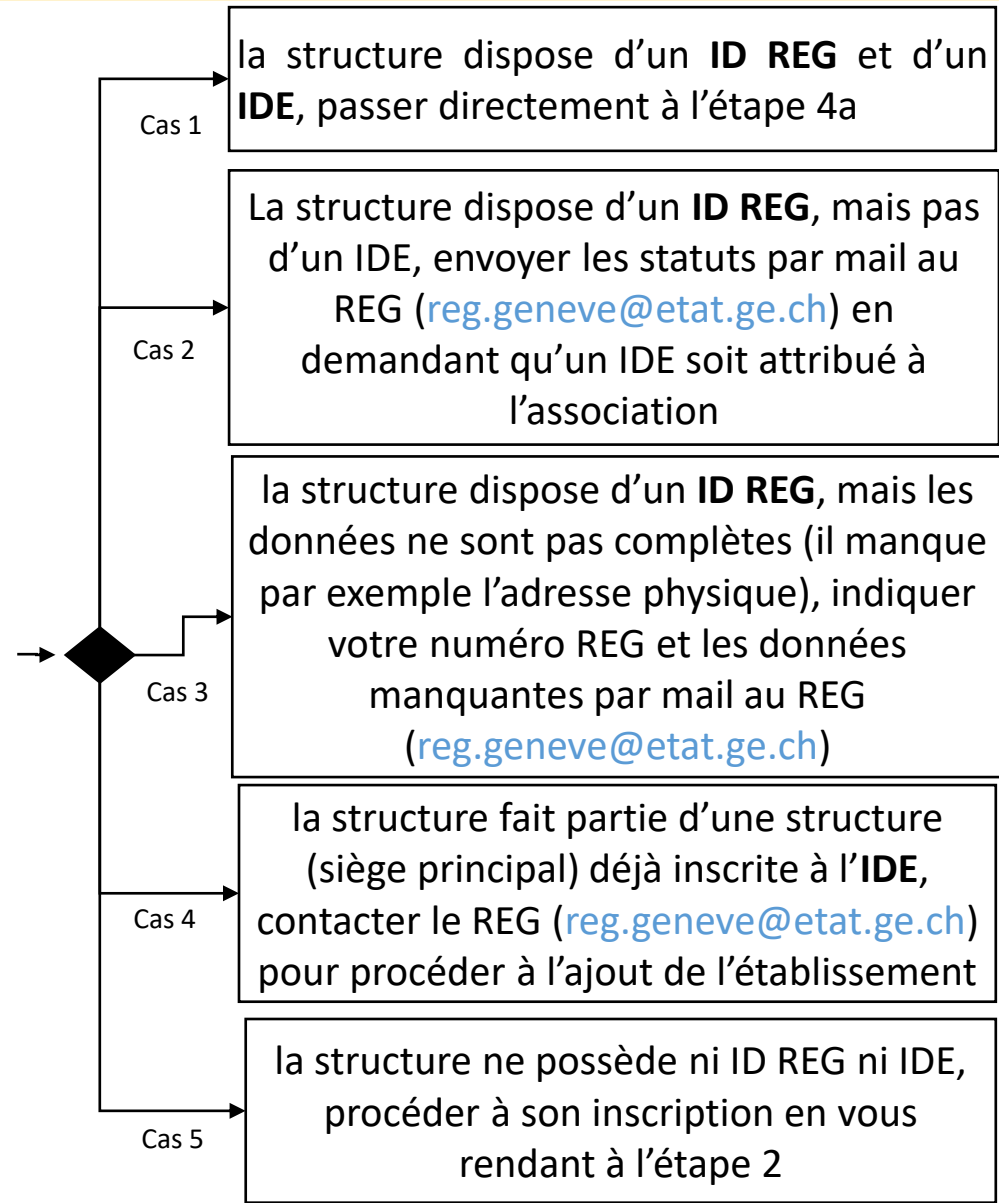 la structure dispose d’un ID REG et d’un
IDE, passer directement à l’étape 4a
Cas 1
La structure dispose d’un ID REG, mais pas
d’un IDE, envoyer les statuts par mail au
REG (reg.geneve@etat.ge.ch) en
demandant qu’un IDE soit attribué à
l’association
Cas 2
la structure dispose d’un ID REG, mais les
données ne sont pas complètes (il manque
par exemple l’adresse physique), indiquer
votre numéro REG et les données
manquantes par mail au REG
(reg.geneve@etat.ge.ch)
Cas 3
la structure fait partie d’une structure
(siège principal) déjà inscrite à l’IDE,
contacter le REG (reg.geneve@etat.ge.ch)
pour procéder à l’ajout de l’établissement
Cas 4
la structure ne possède ni ID REG ni IDE,
procéder à son inscription en vous
rendant à l’étape 2
Cas 5